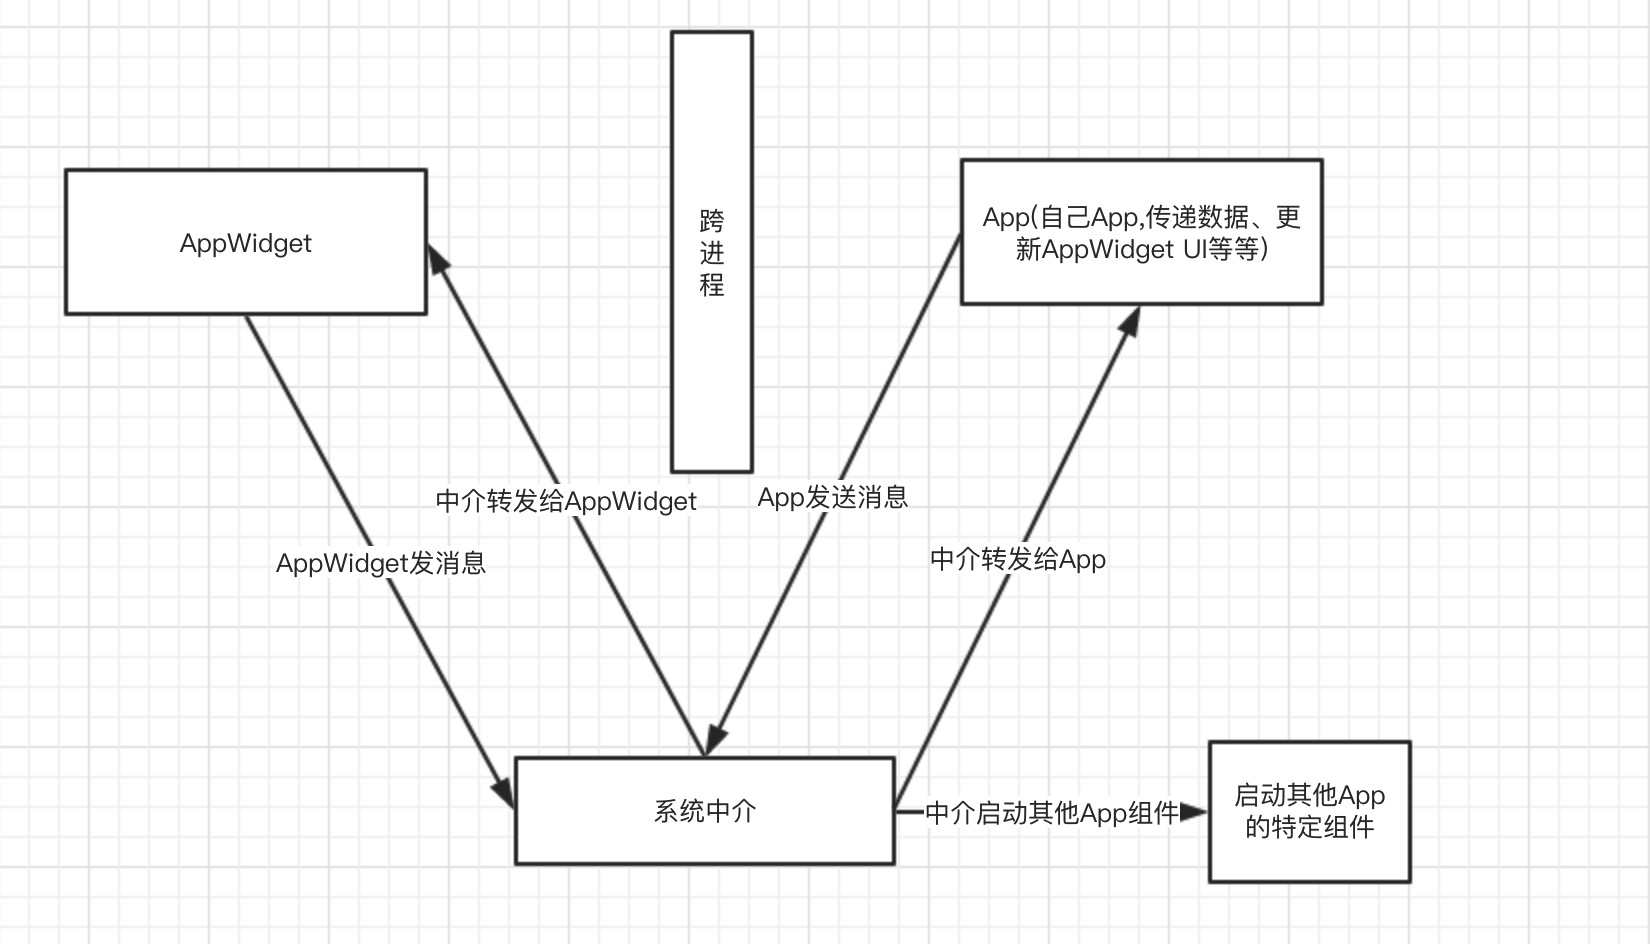 跨
进
程
AppWidget
App(自己App,传递数据、更
新AppWidget UI等等)
中介转发给AppWidget
App发送消息
AppWidget发消息
中介转发给App
系统中介
中介启动其他App组件
启动其他App
的特定组件